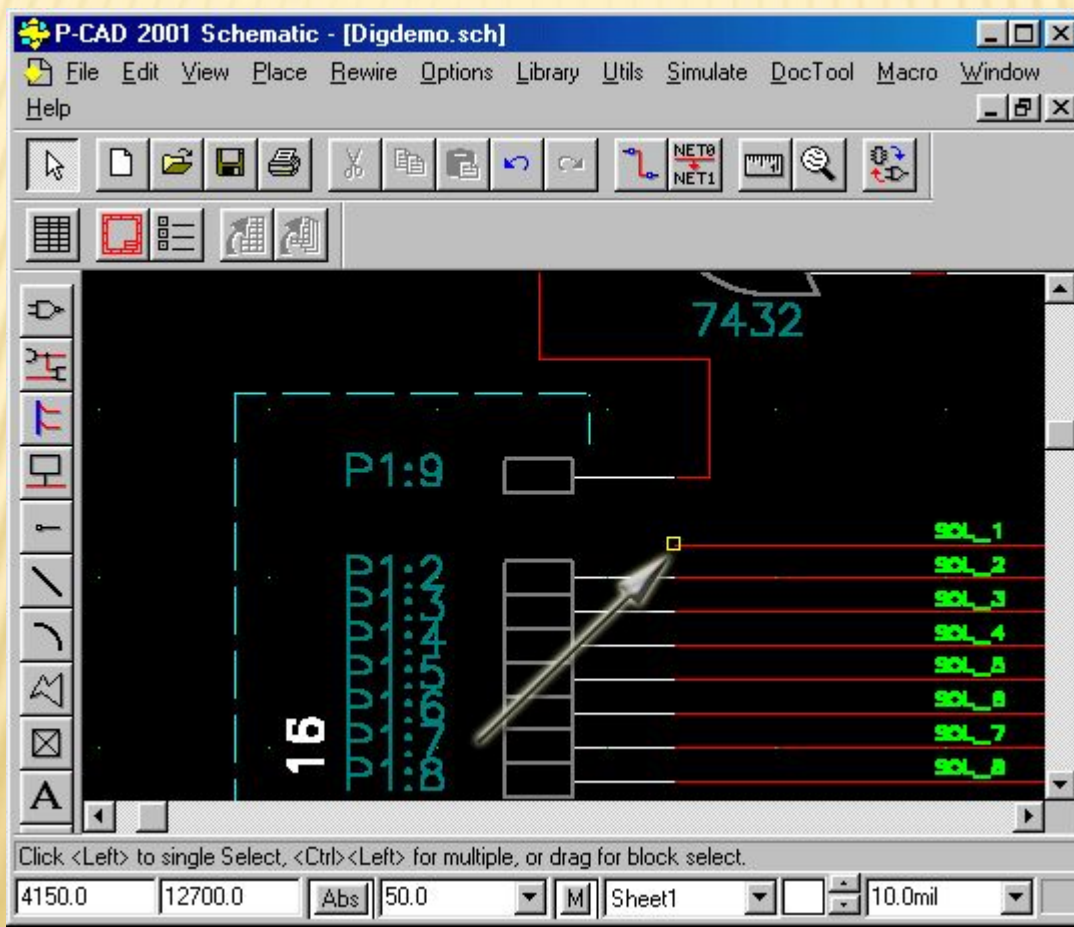 P-CAD 2001 Schematic - [Digdemo.sch]
File Edit View Place Rewire Options Library Utils Simulate DocTool Macro Window
Help
NET0
NET1
7432
P1:9
SOL_1
P1:2 SOL_2
P1:3 SOL_3
P1:4 SOL_4
P1:5 SOL_5
P1:6 SOL_6
P1:7 SOL_7
P1:8 SOL_8
16
A
Click <Left> to single Select, <Ctrl><Left> for multiple, or drag for block select.
4150.0 12700.0 Abs 50.0 M Sheet1 10.0mil